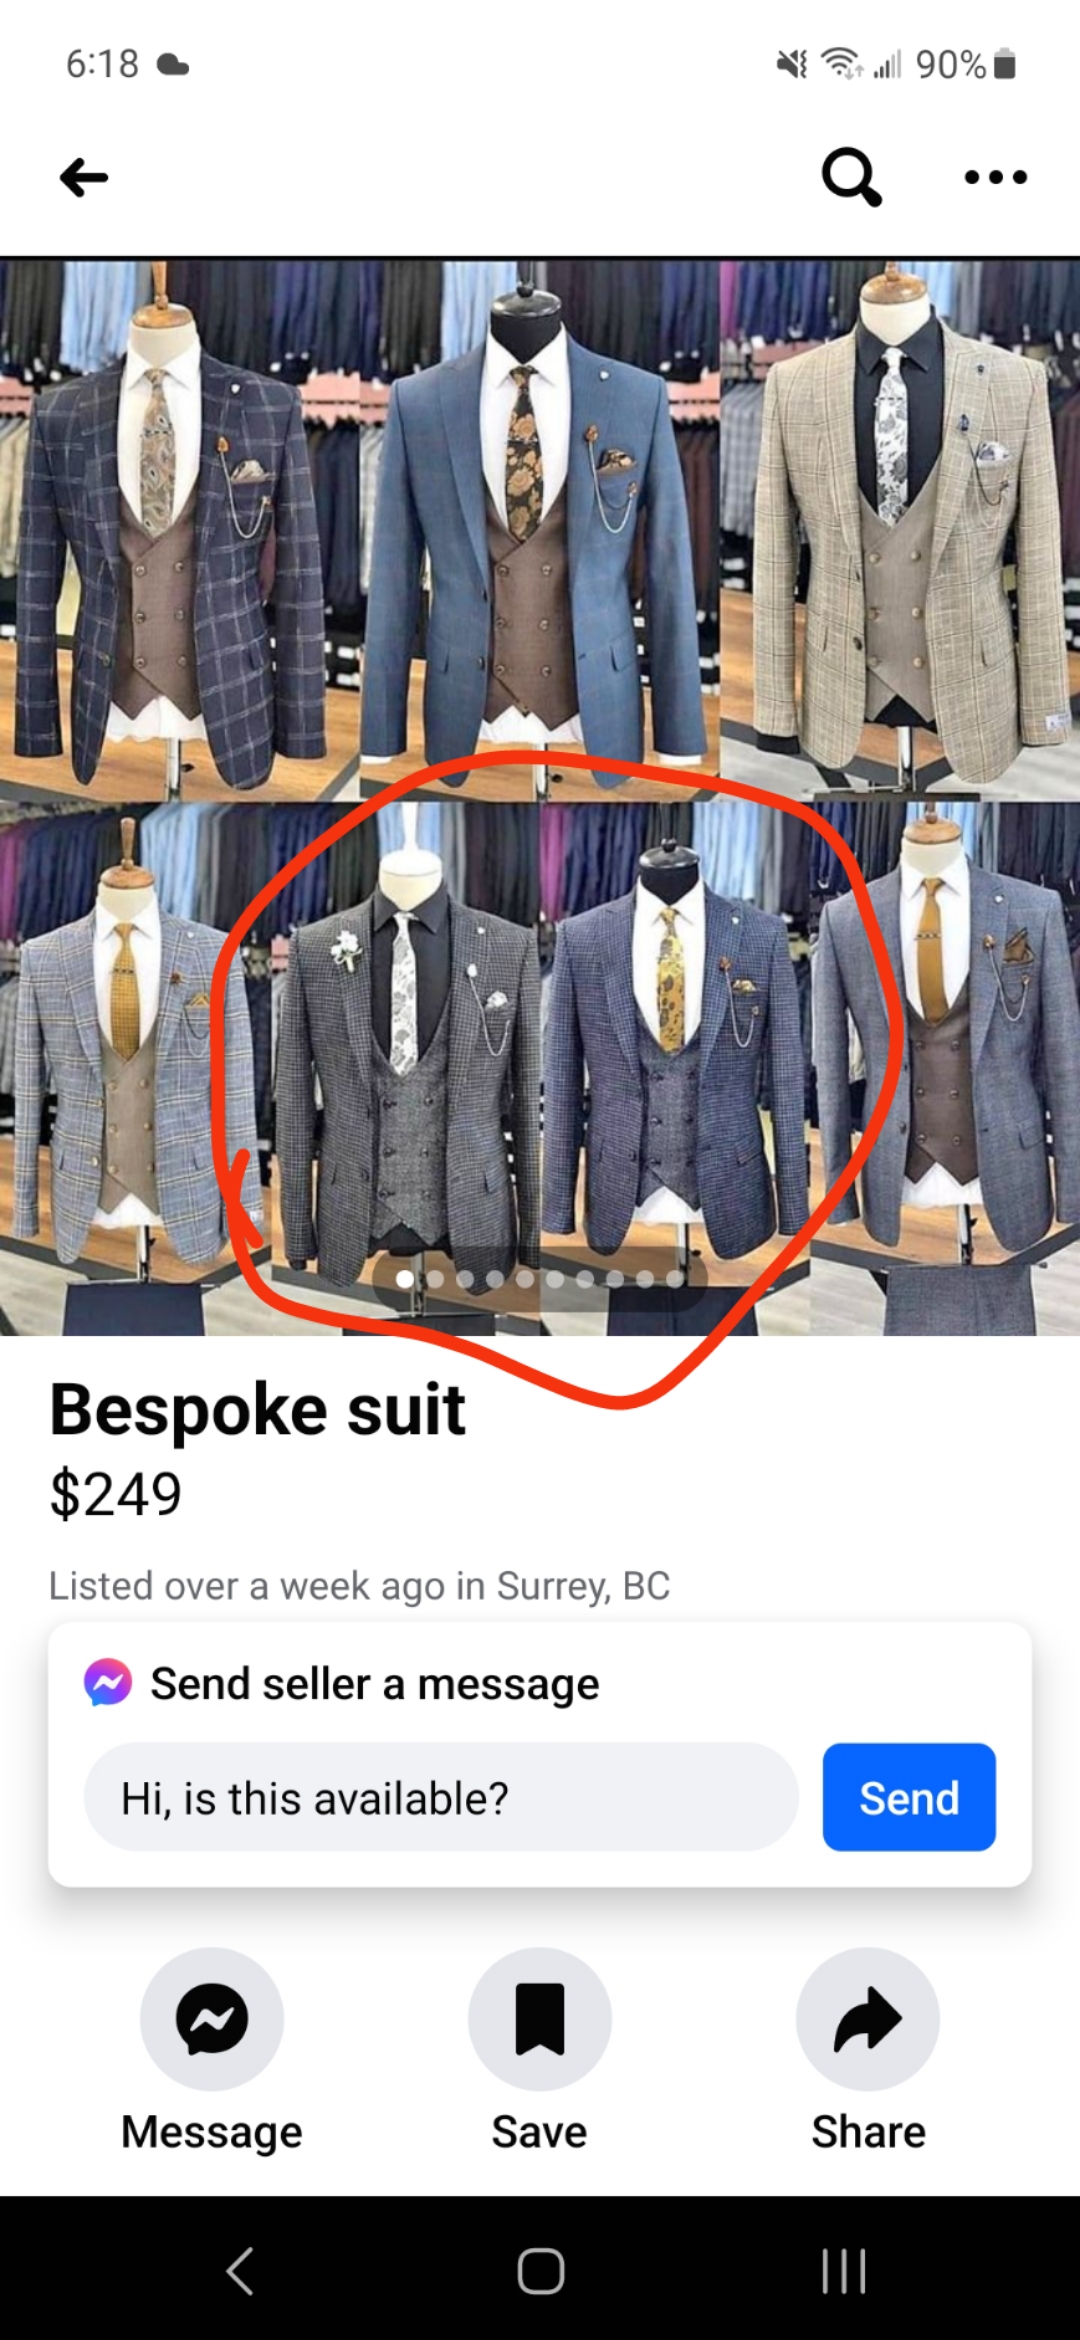 6:18
90%
Bespoke suit
$249
Listed over a week ago in Surrey, BC
Send seller a message
Hi, is this available?
Send
Message
Save
Share